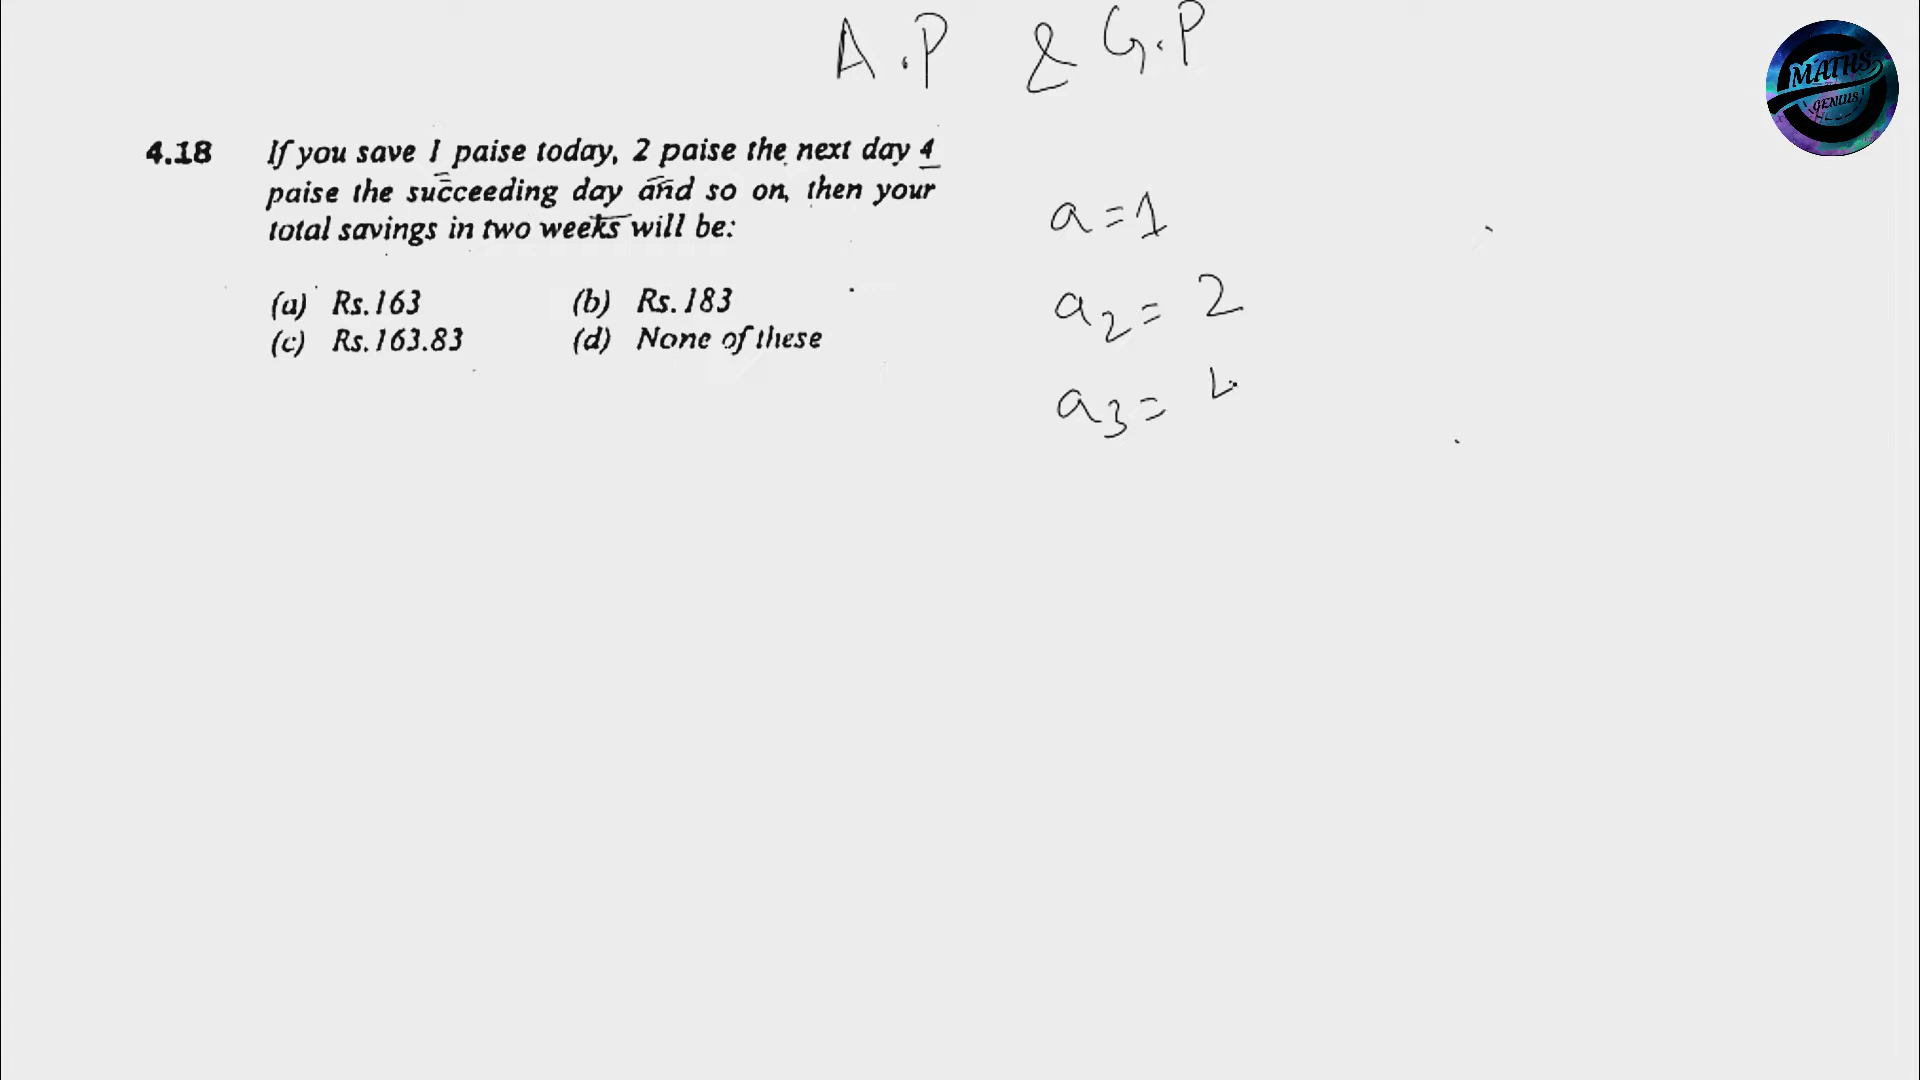 A.P & G.P
MATHS
GENIUS
4.18 If you save 1 paise today, 2 paise the next day 4
paise the succeeding day and so on, then your
total savings in two weeks will be:
(a) Rs.163 (b) Rs.183
(c) Rs.163.83 (d) None of these
a=1
a2= 2
a3= 4